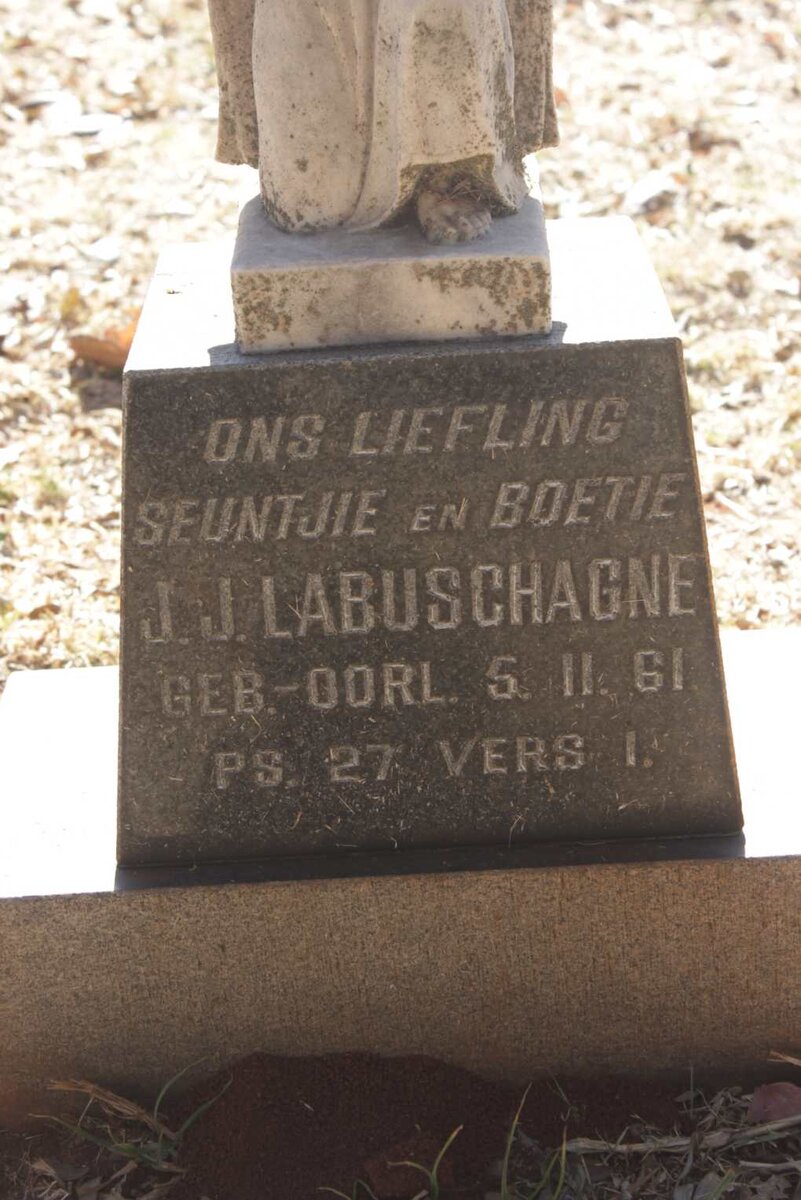 ONS LIEFLING
SEUNTJIE EN BOETIE
J. J. LABUSCHAGNE
GEB.-OORL. 5. 11. 61
PS. 27 VERS 1.